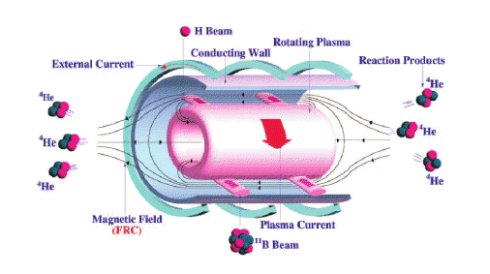 H Beam
Rotating Plasma
Conducting Wall
External Current
Reaction Products
⁴He
⁴He
⁴He
⁴He
⁴He
⁴He
Magnetic Field
(FRC)
Plasma Current
¹¹B Beam